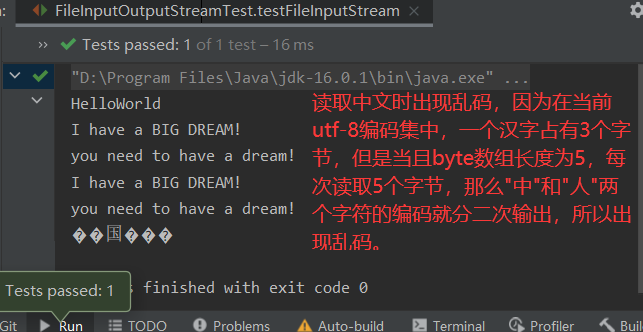 FileInputOutputStreamTest.testFileInputStream ×
›› Tests passed: 1 of 1 test – 16 ms
"D:\Program Files\Java\jdk-16.0.1\bin\java.exe" ...
HelloWorld
I have a BIG DREAM!
you need to have a dream!
I have a BIG DREAM!
you need to have a dream!
��国���
读取中文时出现乱码，因为在当前
utf-8编码集中，一个汉字占有3个字
节，但是当且byte数组长度为5，每
次读取5个字节，那么"中"和"人"两
个字符的编码就分二次输出，所以出
现乱码。
Tests passed: 1
s finished with exit code 0
Git Run TODO Problems Auto-build Terminal Profiler Bui